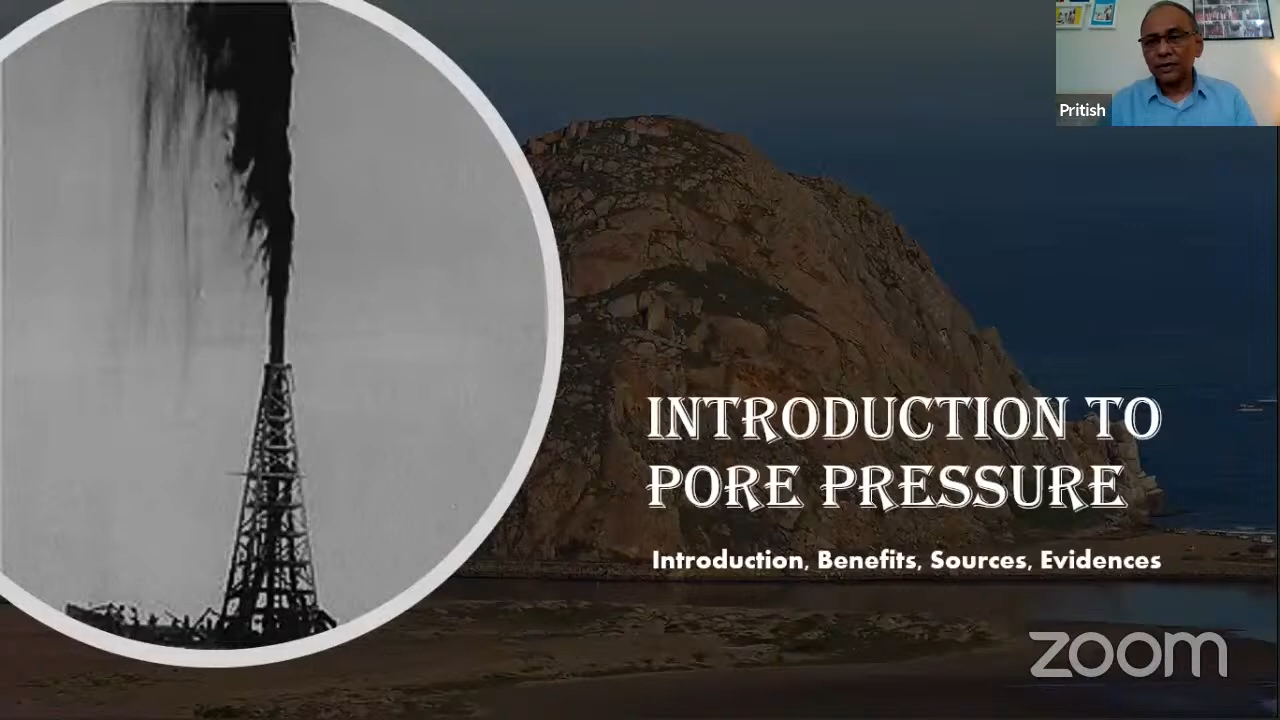 Pritish
INTRODUCTION TO
PORE PRESSURE
Introduction, Benefits, Sources, Evidences
zoom